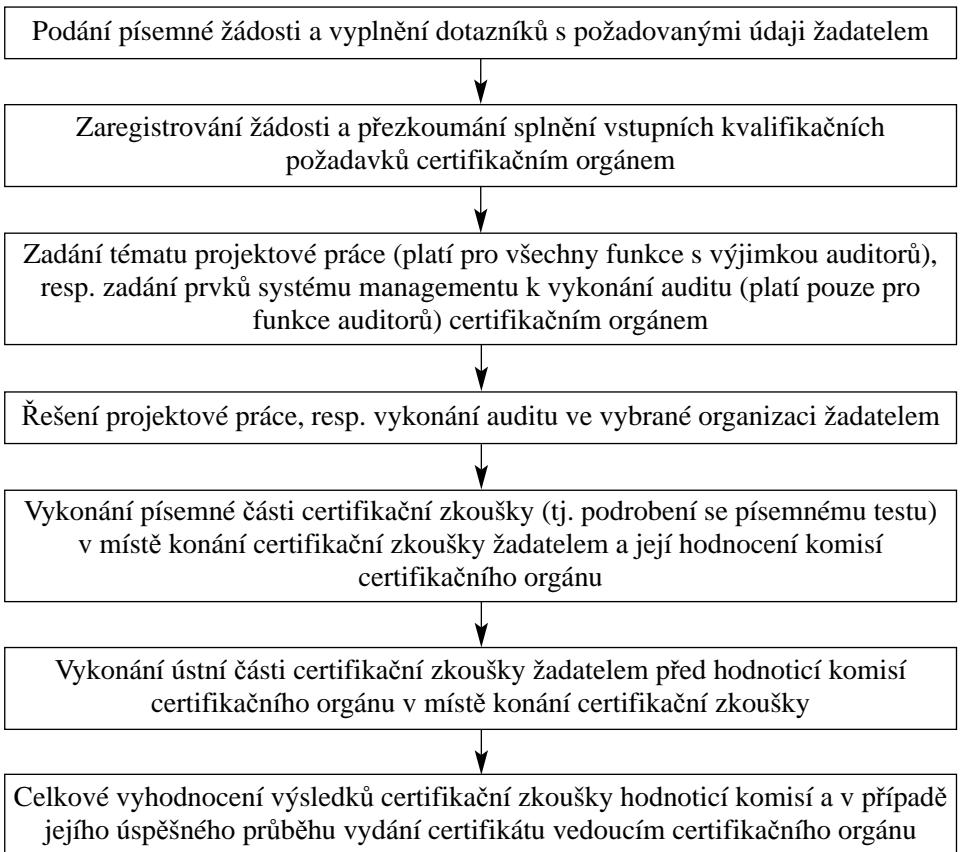 Podání písemné žádosti a vyplnění dotazníků s požadovanými údaji žadatelem
Zaregistrování žádosti a přezkoumání splnění vstupních kvalifikačních
požadavků certifikačním orgánem
Zadání tématu projektové práce (platí pro všechny funkce s výjimkou auditorů),
resp. zadání prvků systému managementu k vykonání auditu (platí pouze pro
funkce auditorů) certifikačním orgánem
Řešení projektové práce, resp. vykonání auditu ve vybrané organizaci žadatelem
Vykonání písemné části certifikační zkoušky (tj. podrobení se písemnému testu)
v místě konání certifikační zkoušky žadatelem a její hodnocení komisí
certifikačního orgánu
Vykonání ústní části certifikační zkoušky žadatelem před hodnoticí komisí
certifikačního orgánu v místě konání certifikační zkoušky
Celkové vyhodnocení výsledků certifikační zkoušky hodnoticí komisí a v případě
jejího úspěšného průběhu vydání certifikátu vedoucím certifikačního orgánu